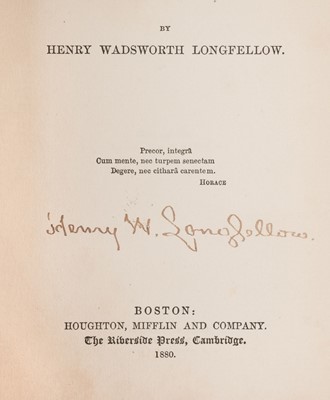 BY
HENRY WADSWORTH LONGFELLOW.
Precor, integrâ
Cum mente, nec turpem senectam
Degere, nec citharâ carentem.
HORACE
Henry W. Longfellow.
BOSTON:
HOUGHTON, MIFFLIN AND COMPANY.
The Riverside Press, Cambridge.
1880.